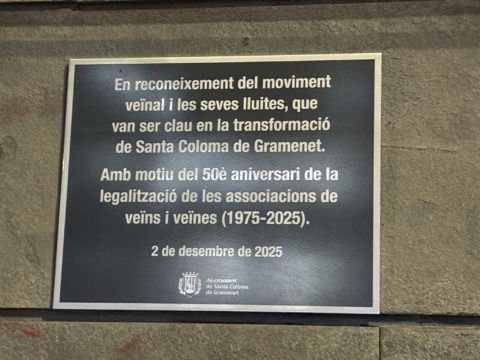 En reconeixement del moviment
veïnal i les seves lluites, que
van ser clau en la transformació
de Santa Coloma de Gramenet.
Amb motiu del 50è aniversari de la
legalització de les associacions de
veïns i veïnes (1975-2025).
2 de desembre de 2025
Ajuntament
de Santa Coloma
de Gramenet